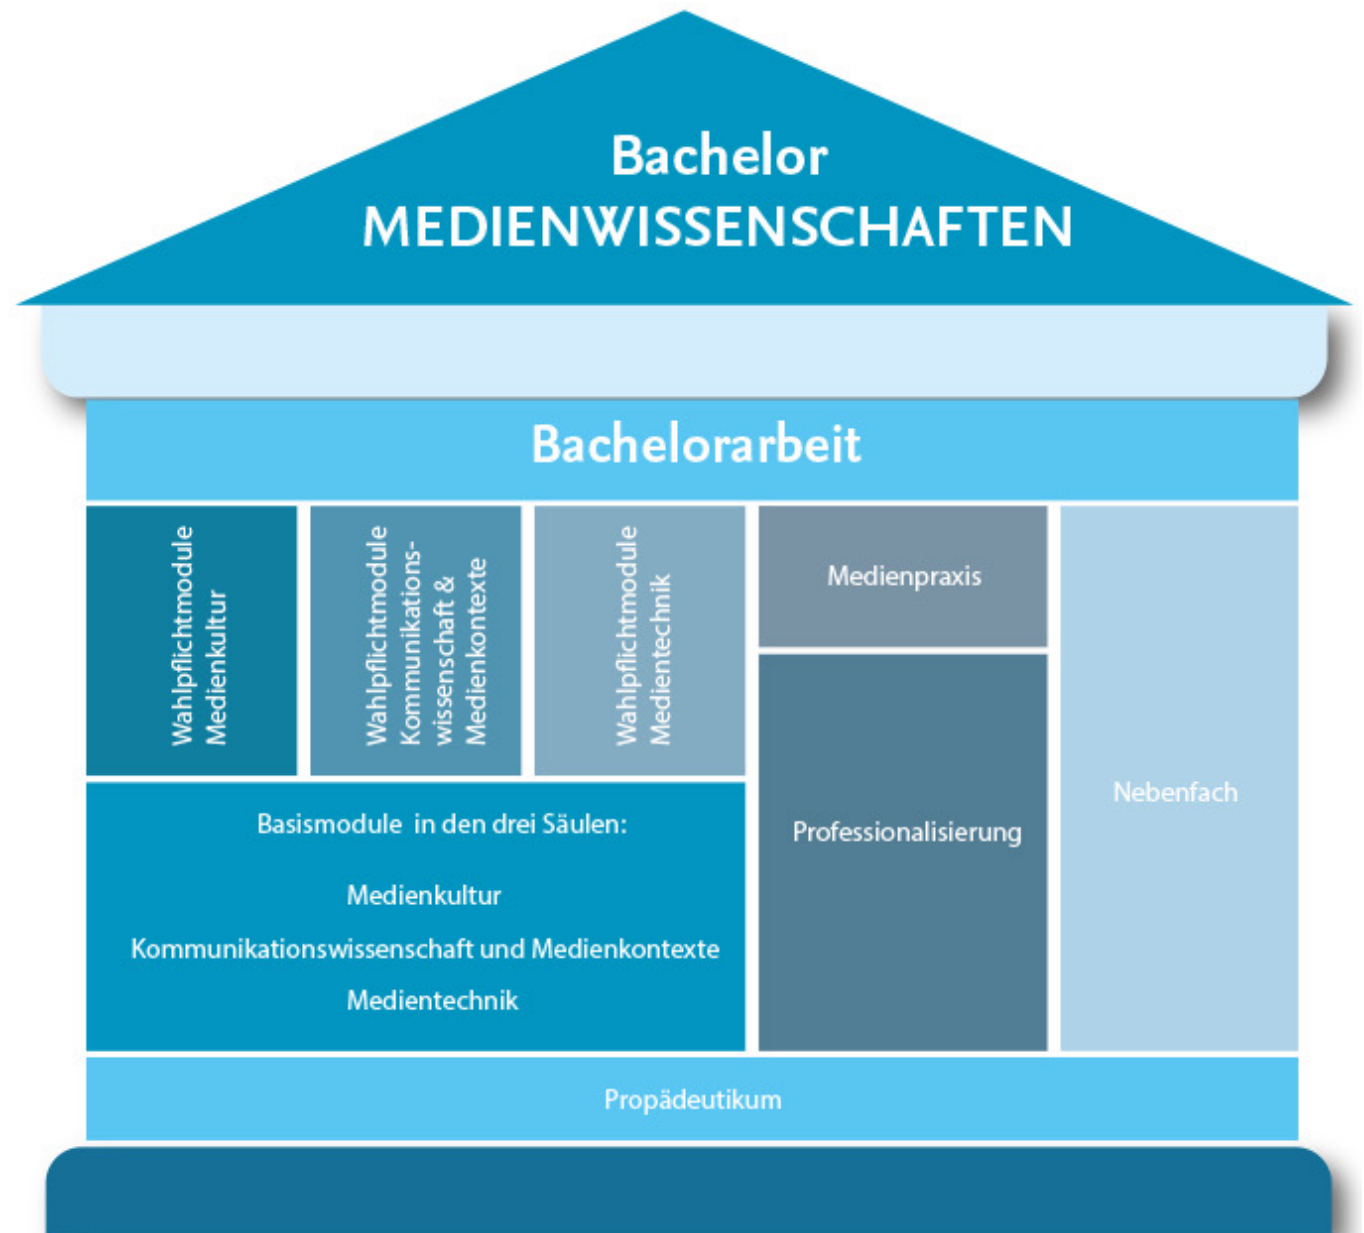 Bachelor
MEDIENWISSENSCHAFTEN
Bachelorarbeit
Wahlpflichtmodule
Medienkultur
Wahlpflichtmodule
Kommunikations-
wissenschaft &
Medienkontexte
Wahlpflichtmodule
Medientechnik
Medienpraxis
Professionalisierung
Nebenfach
Basismodule in den drei Säulen:
Medienkultur
Kommunikationswissenschaft und Medienkontexte
Medientechnik
Propädeutikum